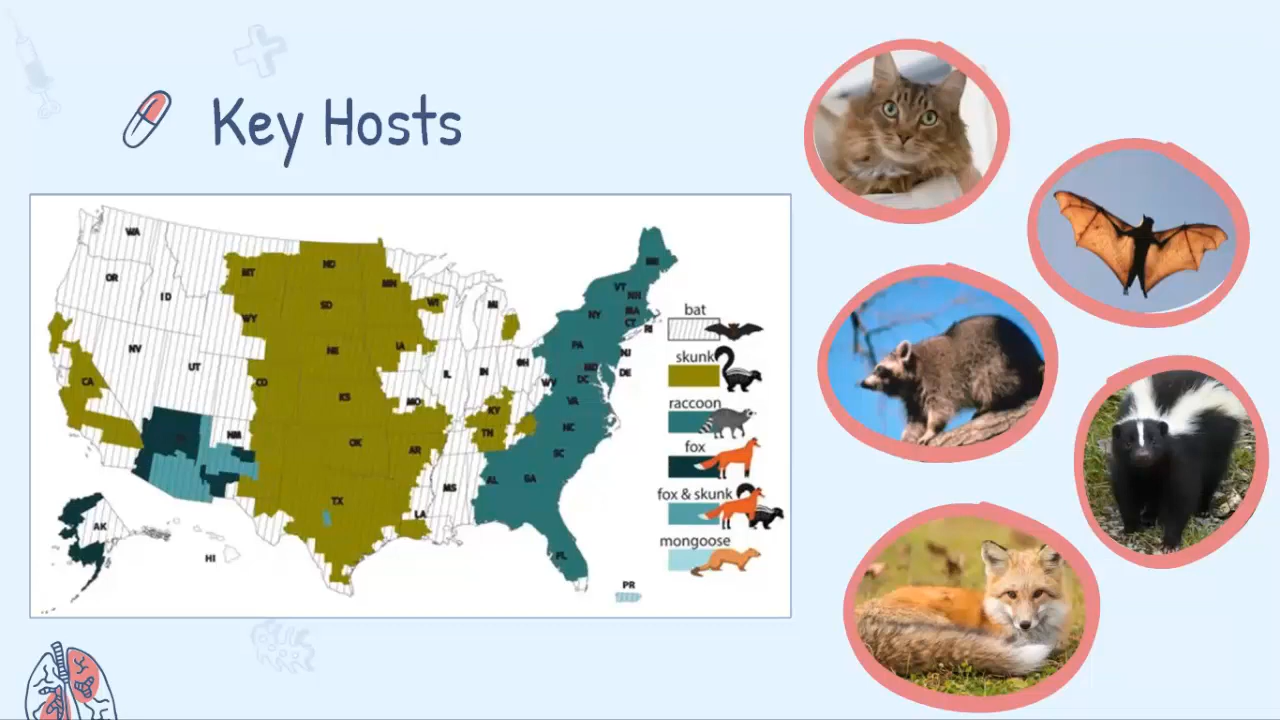 Key Hosts
WA
OR
ID
MT
ND
MN
WI
MI
SD
WY
NV
UT
CO
NE
IA
IL
IN
OH
CA
KS
MO
KY
WV
NM
OK
AR
TN
TX
LA
MS
AL
GA
FL
SC
NC
VA
DC
MD
DE
NJ
PA
NY
CT
RI
MA
NH
VT
ME
AK
HI
PR
bat
skunk
raccoon
fox
fox & skunk
mongoose